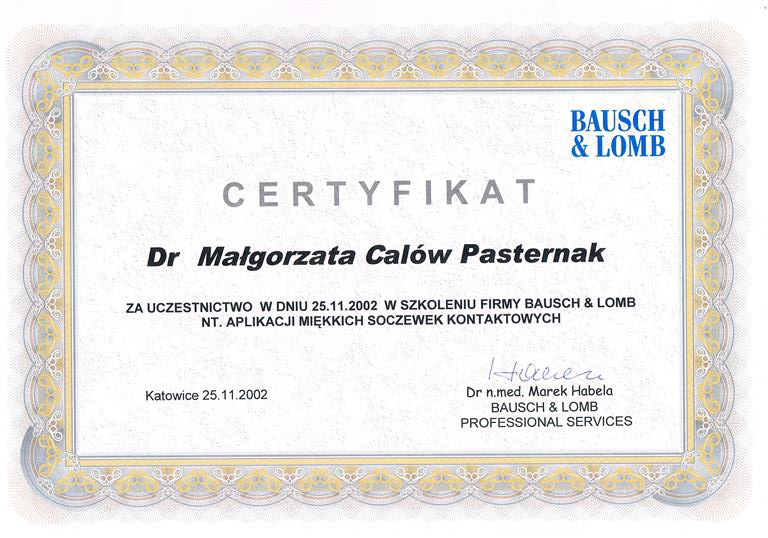 BAUSCH
& LOMB
CERTYFIKAT
Dr Małgorzata Calów Pasternak
ZA UCZESTNICTWO W DNIU 25.11.2002 W SZKOLENIU FIRMY BAUSCH & LOMB
NT. APLIKACJI MIĘKKICH SOCZEWEK KONTAKTOWYCH
Katowice 25.11.2002
Dr n.med. Marek Habela
BAUSCH & LOMB
PROFESSIONAL SERVICES